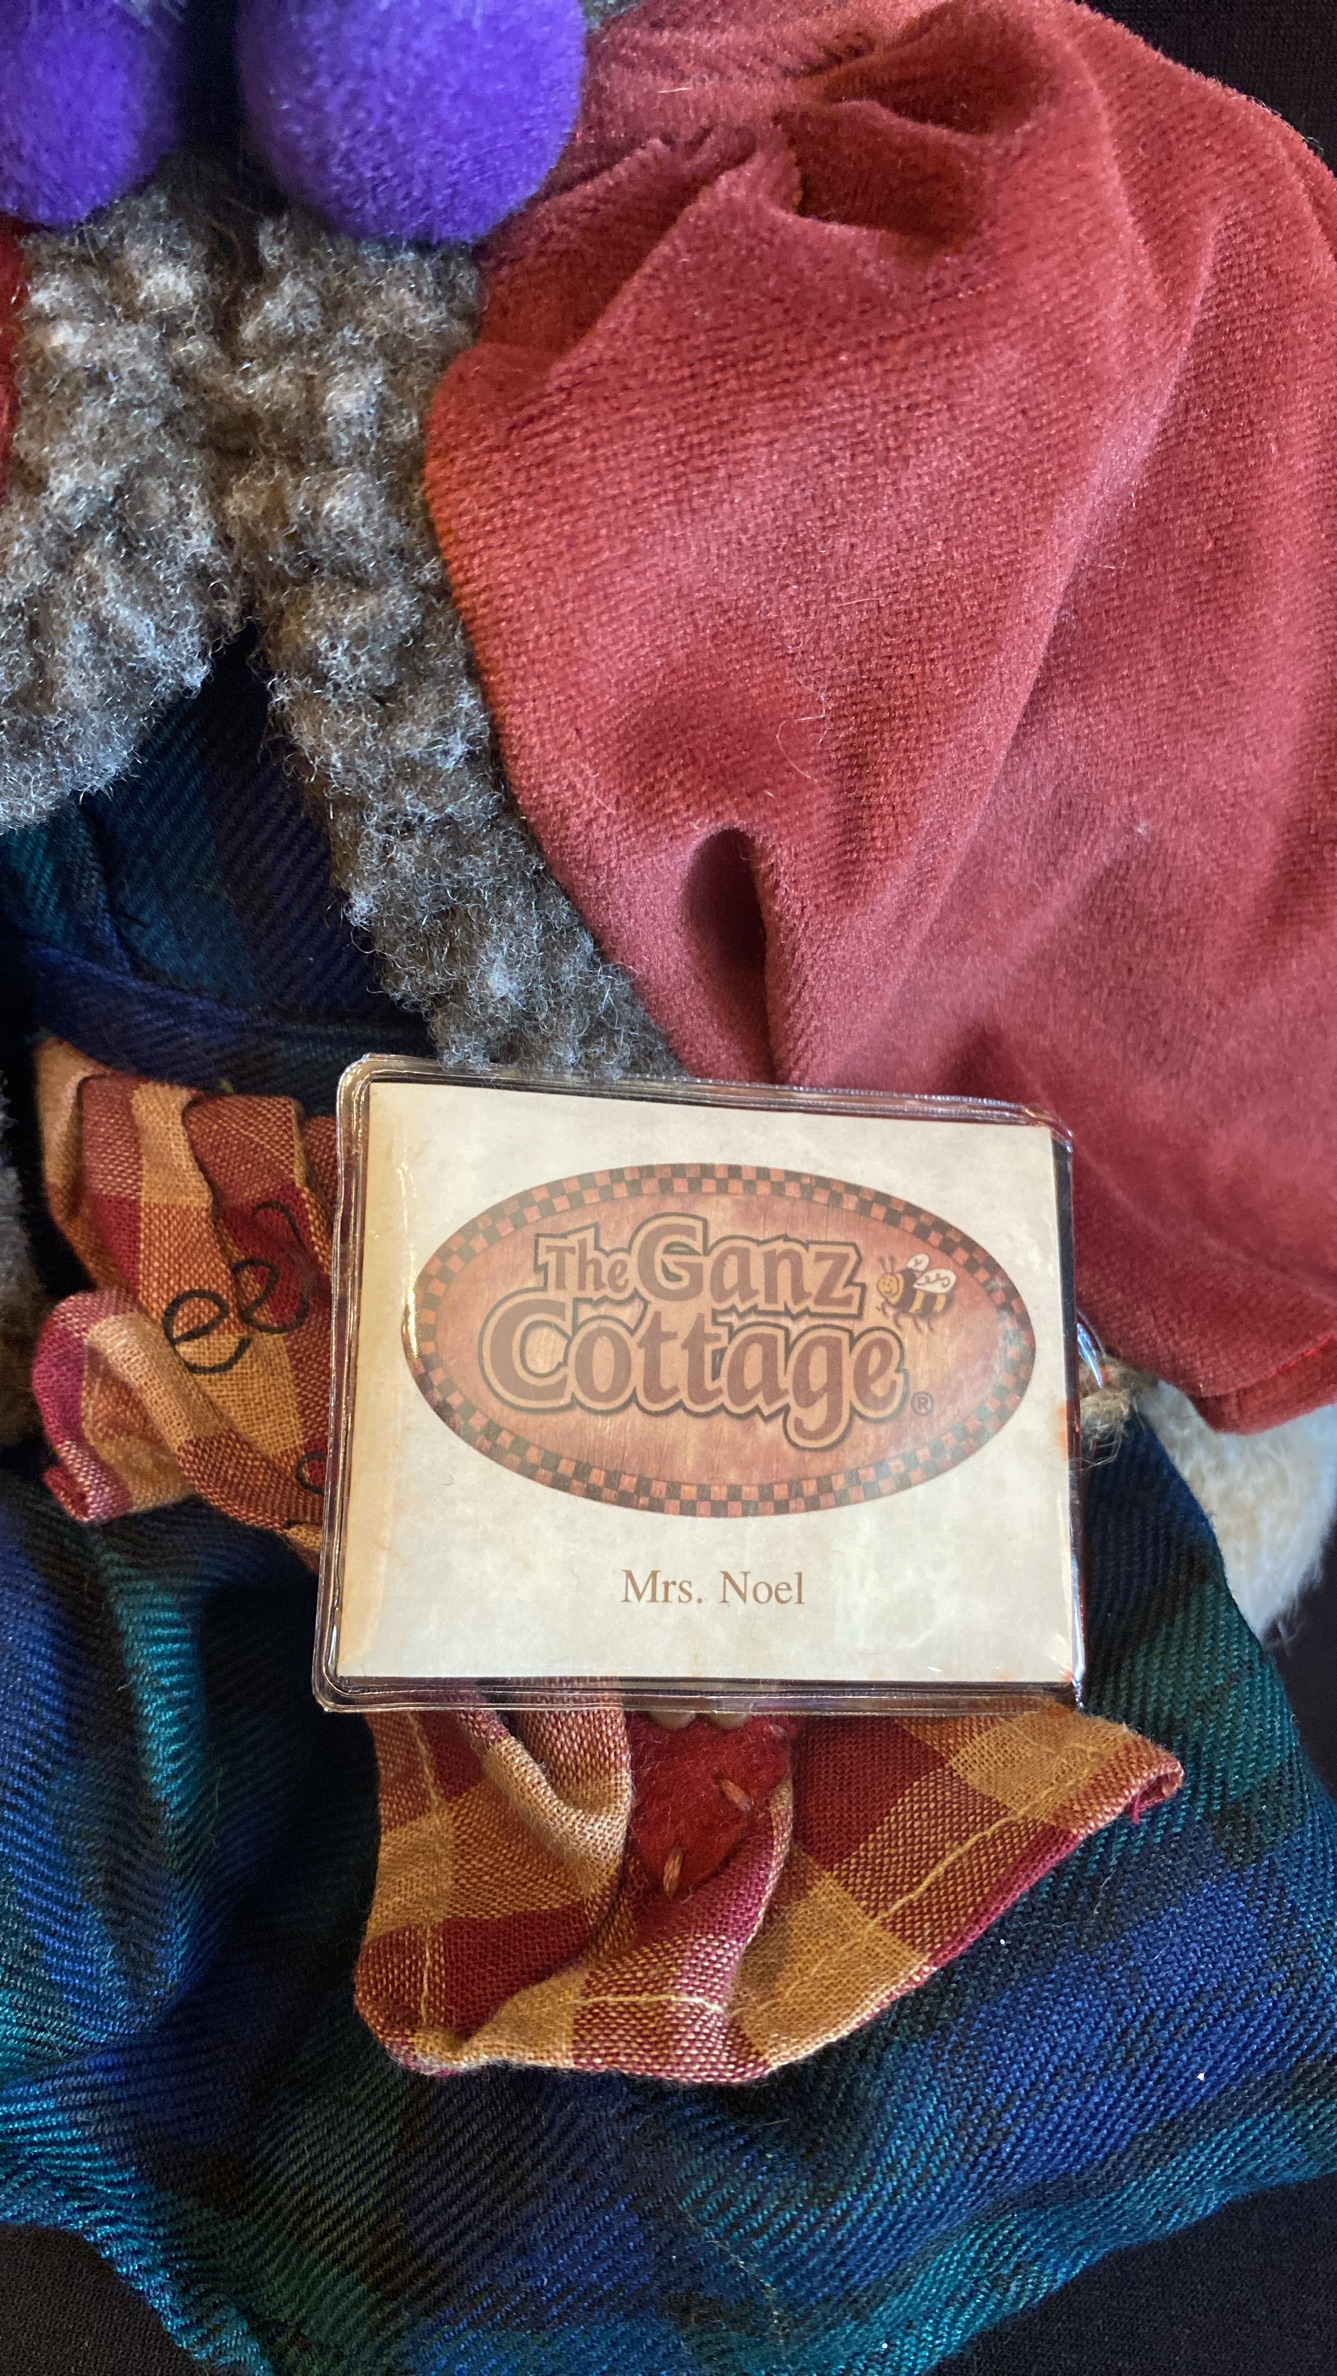 The Ganz
Cottage®
Mrs. Noel